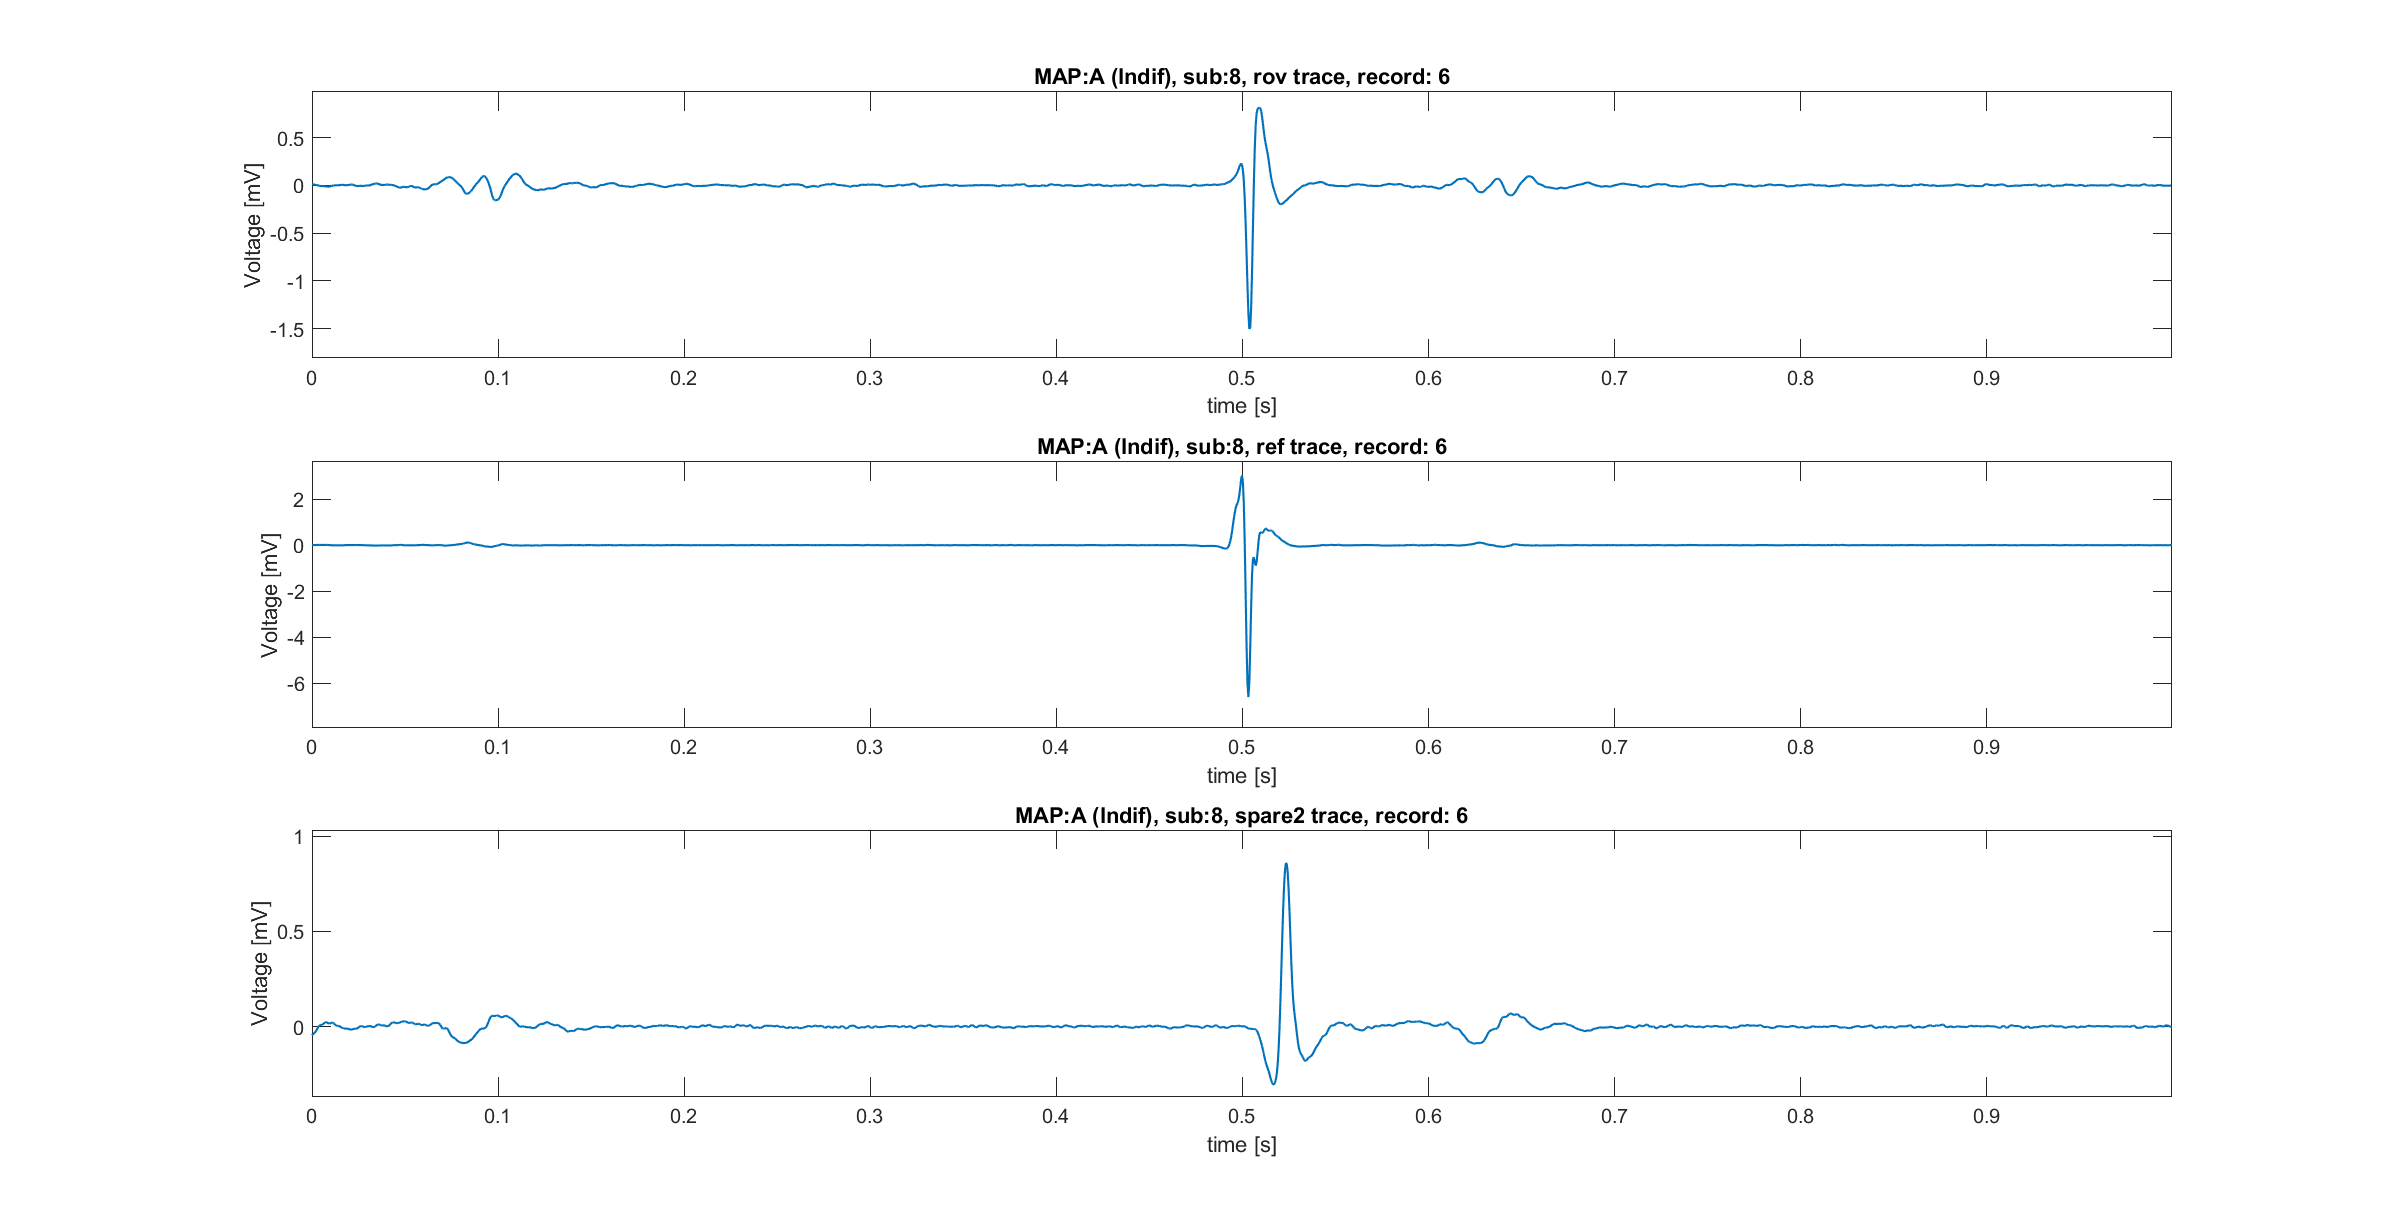 MAP:A (Indif), sub:8, rov trace, record: 6
Voltage [mV]
0.5
0
-0.5
-1
-1.5
0 0.1 0.2 0.3 0.4 0.5 0.6 0.7 0.8 0.9
time [s]
MAP:A (Indif), sub:8, ref trace, record: 6
Voltage [mV]
2
0
-2
-4
-6
0 0.1 0.2 0.3 0.4 0.5 0.6 0.7 0.8 0.9
time [s]
MAP:A (Indif), sub:8, spare2 trace, record: 6
Voltage [mV]
1
0.5
0
0 0.1 0.2 0.3 0.4 0.5 0.6 0.7 0.8 0.9
time [s]